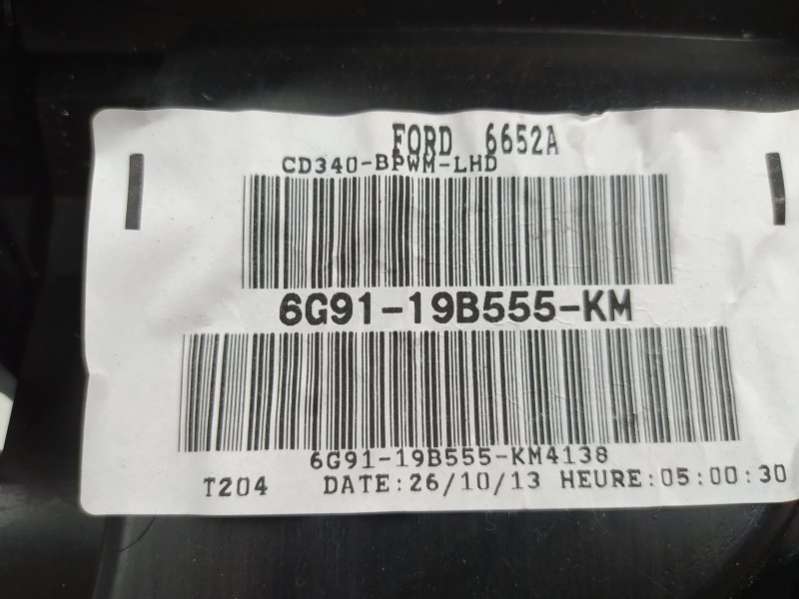 FORD 6652A
CD340-BPWM-LHD
6G91-19B555-KM
6G91-19B555-KM4138
T204 DATE:26/10/13 HEURE:05:00:30